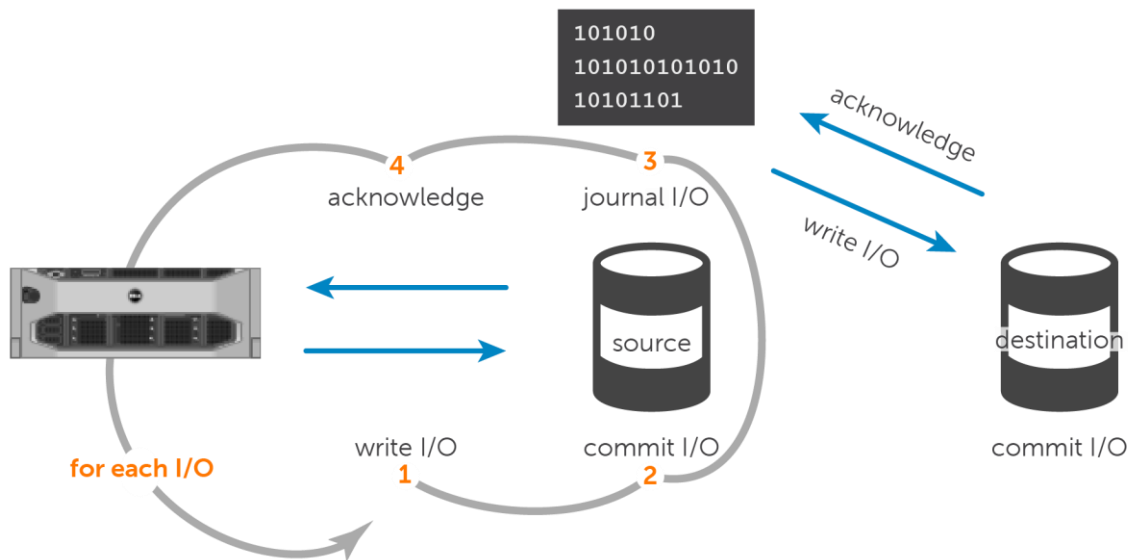 101010
101010101010
10101101
acknowledge
4
3
acknowledge
journal I/O
write I/O
source
destination
for each I/O
write I/O
commit I/O
commit I/O
1
2